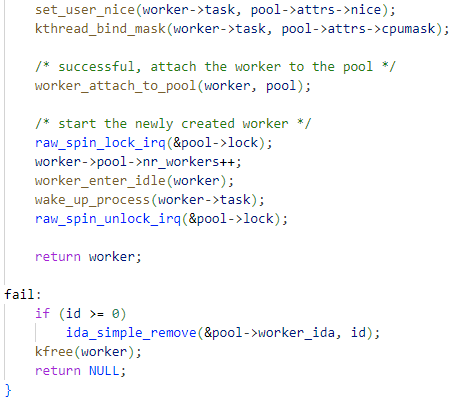 set_user_nice(worker->task, pool->attrs->nice);
kthread_bind_mask(worker->task, pool->attrs->cpumask);
/* successful, attach the worker to the pool */
worker_attach_to_pool(worker, pool);
/* start the newly created worker */
raw_spin_lock_irq(&pool->lock);
worker->pool->nr_workers++;
worker_enter_idle(worker);
wake_up_process(worker->task);
raw_spin_unlock_irq(&pool->lock);
return worker;
fail:
if (id >= 0)
ida_simple_remove(&pool->worker_ida, id);
kfree(worker);
return NULL;
}